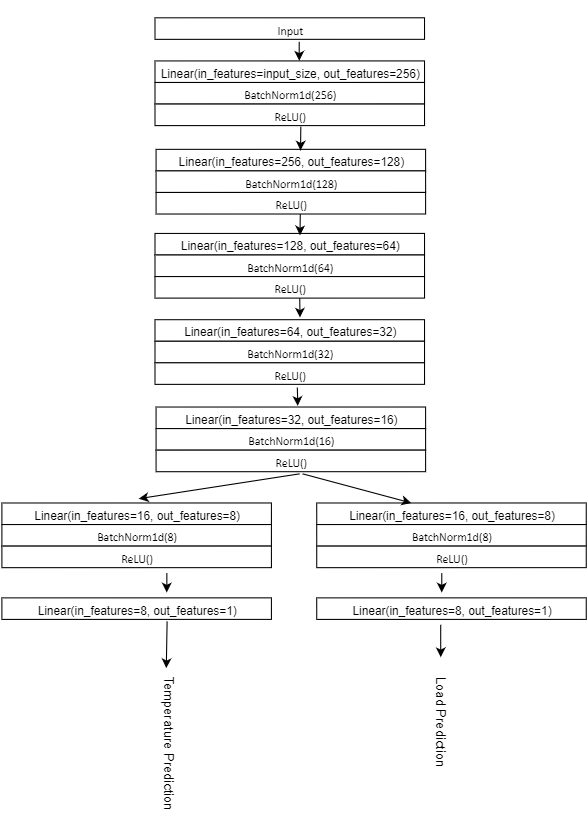 Input
Linear(in_features=input_size, out_features=256)
BatchNorm1d(256)
ReLU()
Linear(in_features=256, out_features=128)
BatchNorm1d(128)
ReLU()
Linear(in_features=128, out_features=64)
BatchNorm1d(64)
ReLU()
Linear(in_features=64, out_features=32)
BatchNorm1d(32)
ReLU()
Linear(in_features=32, out_features=16)
BatchNorm1d(16)
ReLU()
Linear(in_features=16, out_features=8)
BatchNorm1d(8)
ReLU()
Linear(in_features=8, out_features=1)
Temperature Prediction
Linear(in_features=16, out_features=8)
BatchNorm1d(8)
ReLU()
Linear(in_features=8, out_features=1)
Load Prediction